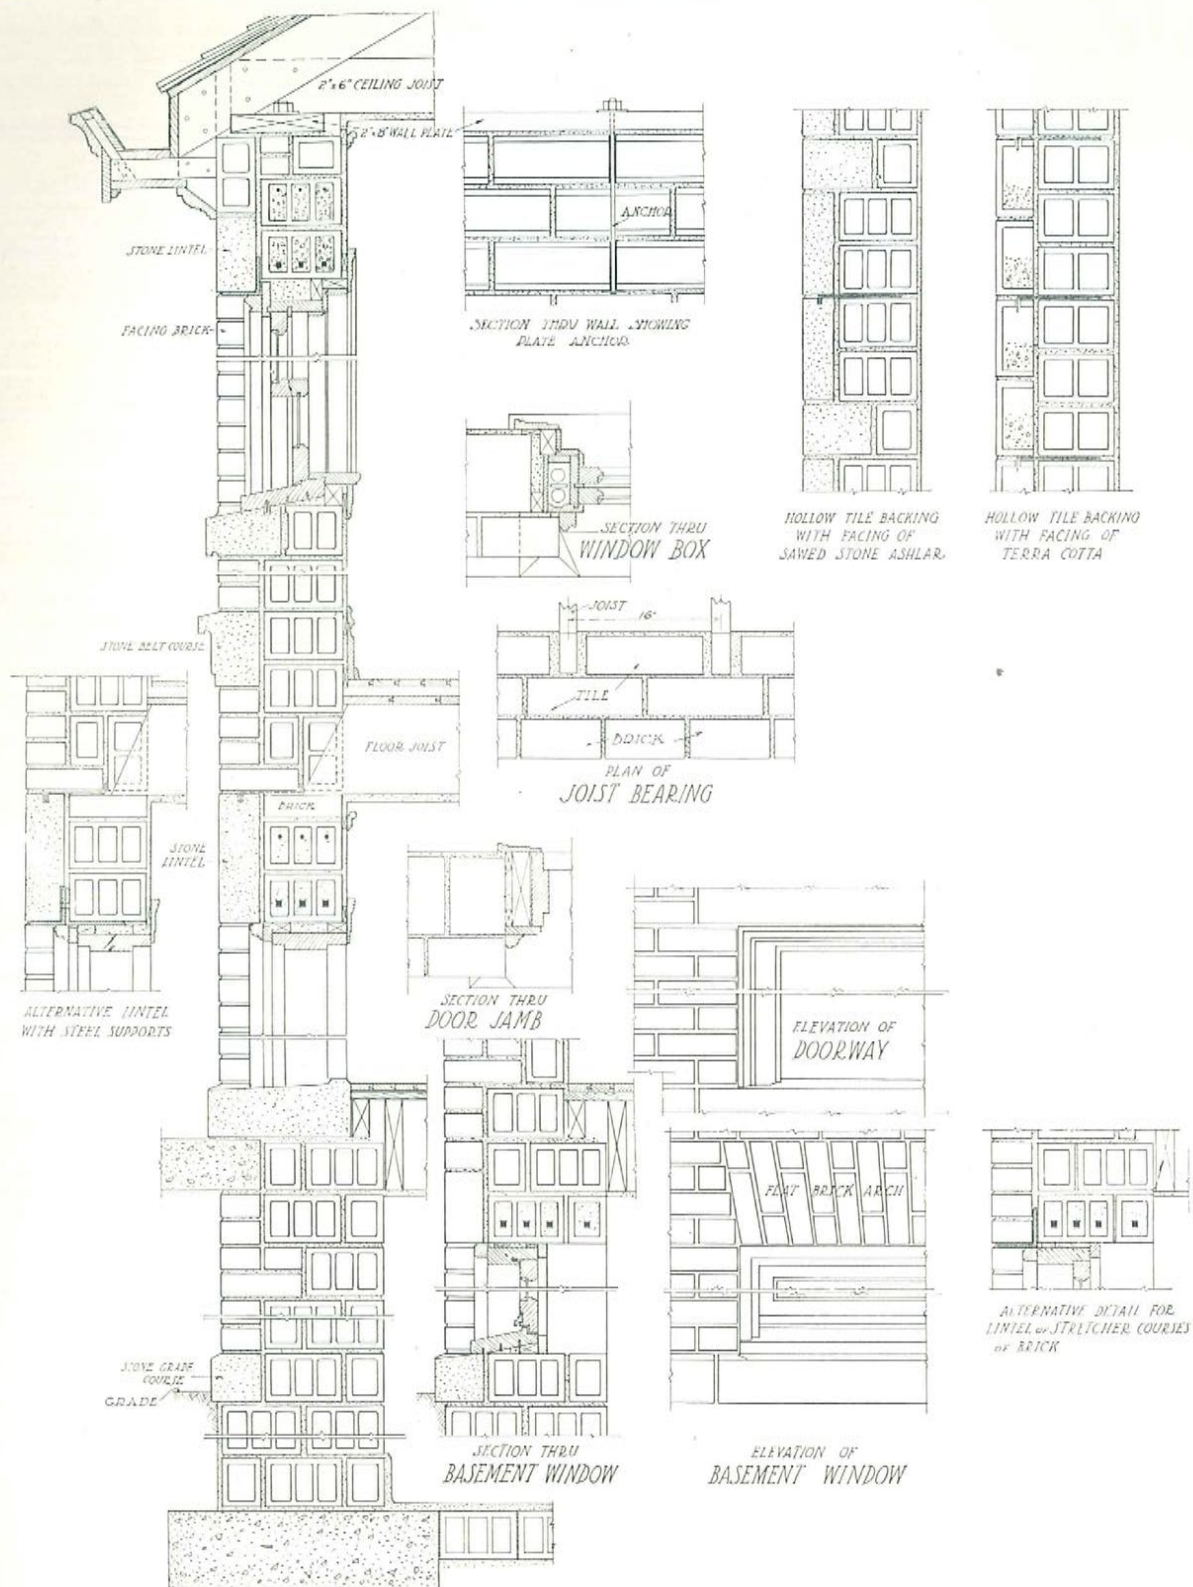 2"x6" CEILING JOIST
2"x8" WALL PLATE
STONE LINTEL
FACING BRICK
ANCHOR
SECTION THRU WALL SHOWING
PLATE ANCHOR
HOLLOW TILE BACKING
WITH FACING OF
SAWED STONE ASHLAR
HOLLOW TILE BACKING
WITH FACING OF
TERRA COTTA
SECTION THRU
WINDOW BOX
STONE BELT COURSE
JOIST
16"
TILE
BRICK
PLAN OF
JOIST BEARING
FLOOR JOIST
BRICK
STONE
LINTEL
ALTERNATIVE LINTEL
WITH STEEL SUPPORTS
SECTION THRU
DOOR JAMB
ELEVATION OF
DOORWAY
FLAT BRICK ARCH
STONE GRADE
COURSE
GRADE
SECTION THRU
BASEMENT WINDOW
ELEVATION OF
BASEMENT WINDOW
ALTERNATIVE DETAIL FOR
LINTEL OF STRETCHER COURSES
OF BRICK